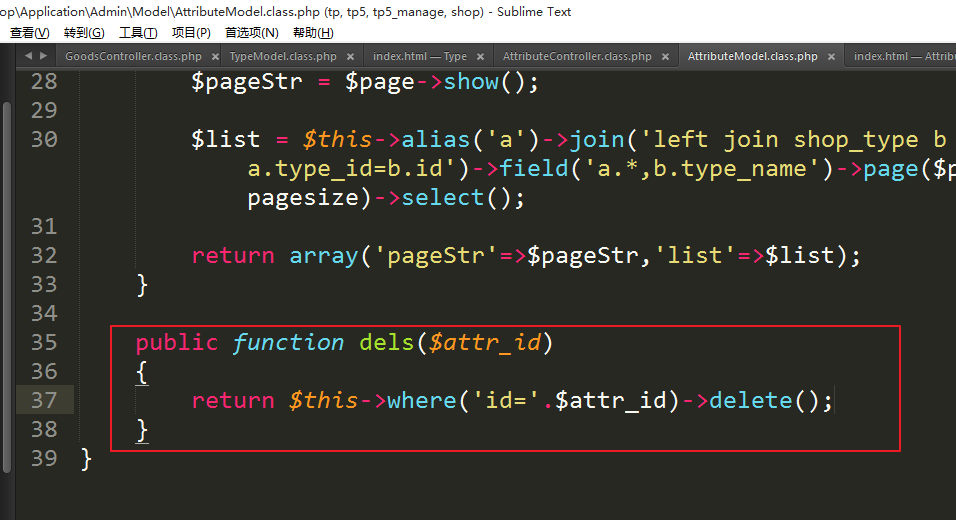 op\Application\Admin\Model\AttributeModel.class.php (tp, tp5, tp5_manage, shop) - Sublime Text
查看(V) 转到(G) 工具(T) 项目(P) 首选项(N) 帮助(H)
GoodsController.class.php × TypeModel.class.php × index.html — Type × AttributeController.class.php × AttributeModel.class.php × index.html — Attribu
28 $pageStr = $page->show();
29
30 $list = $this->alias('a')->join('left join shop_type b
a.type_id=b.id')->field('a.*,b.type_name')->page($p
pagesize)->select();
31
32 return array('pageStr'=>$pageStr,'list'=>$list);
33 }
34
35 public function dels($attr_id)
36 {
37 return $this->where('id='.$attr_id)->delete();
38 }
39 }